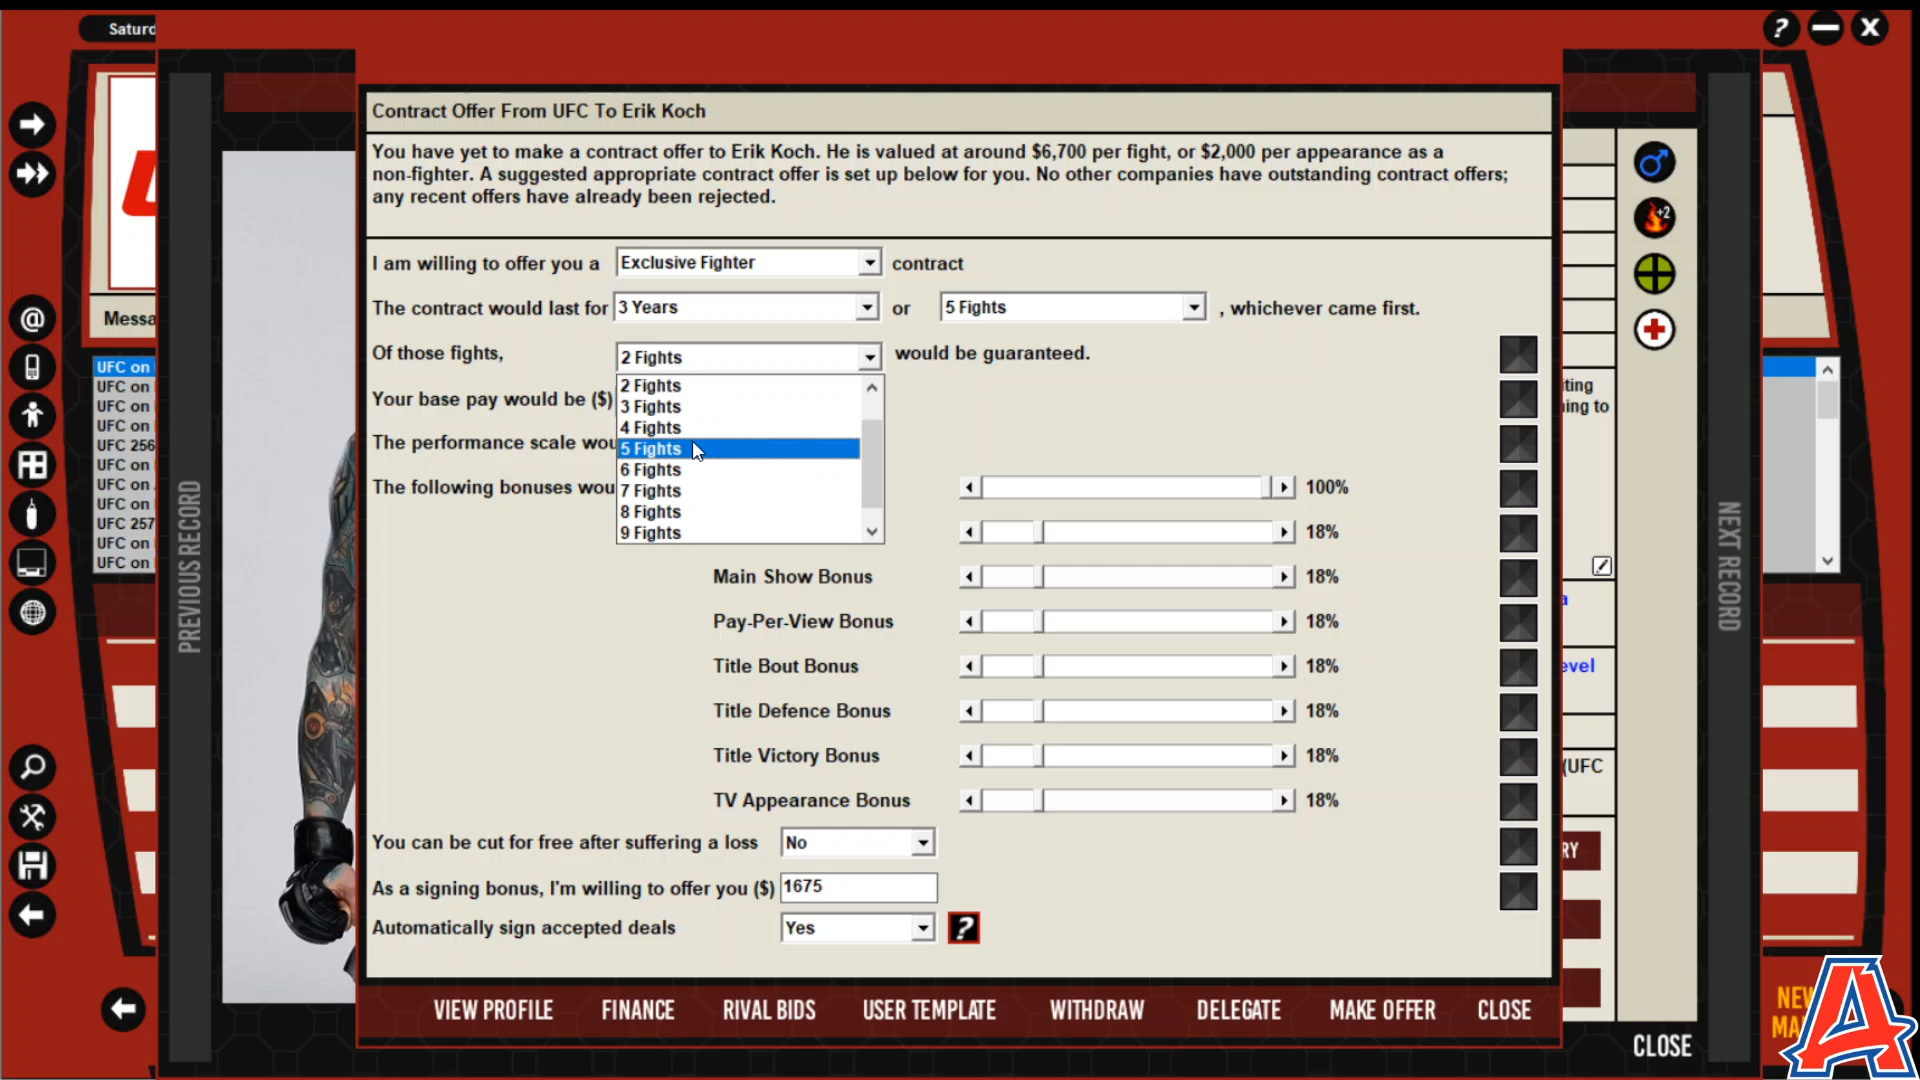 Saturd
?
X
Contract Offer From UFC To Erik Koch
You have yet to make a contract offer to Erik Koch. He is valued at around $6,700 per fight, or $2,000 per appearance as a
non-fighter. A suggested appropriate contract offer is set up below for you. No other companies have outstanding contract offers;
any recent offers have already been rejected.
+2
I am willing to offer you a Exclusive Fighter contract
The contract would last for 3 Years or 5 Fights , whichever came first.
Messa
Of those fights, 2 Fights would be guaranteed.
UFC on
UFC on
UFC on
UFC on
UFC 256
UFC on
UFC on
UFC on
UFC 257
UFC on
UFC on
2 Fights
3 Fights
4 Fights
5 Fights
6 Fights
7 Fights
8 Fights
9 Fights
Your base pay would be ($)
The performance scale wou
The following bonuses wou
100%
18%
Main Show Bonus 18%
Pay-Per-View Bonus 18%
Title Bout Bonus 18%
Title Defence Bonus 18%
Title Victory Bonus 18%
TV Appearance Bonus 18%
You can be cut for free after suffering a loss No
As a signing bonus, I'm willing to offer you ($) 1675
Automatically sign accepted deals Yes ?
ting
ing to
a
evel
(UFC
RY
PREVIOUS RECORD
NEXT RECORD
VIEW PROFILE FINANCE RIVAL BIDS USER TEMPLATE WITHDRAW DELEGATE MAKE OFFER CLOSE
CLOSE
NEW
MA
A